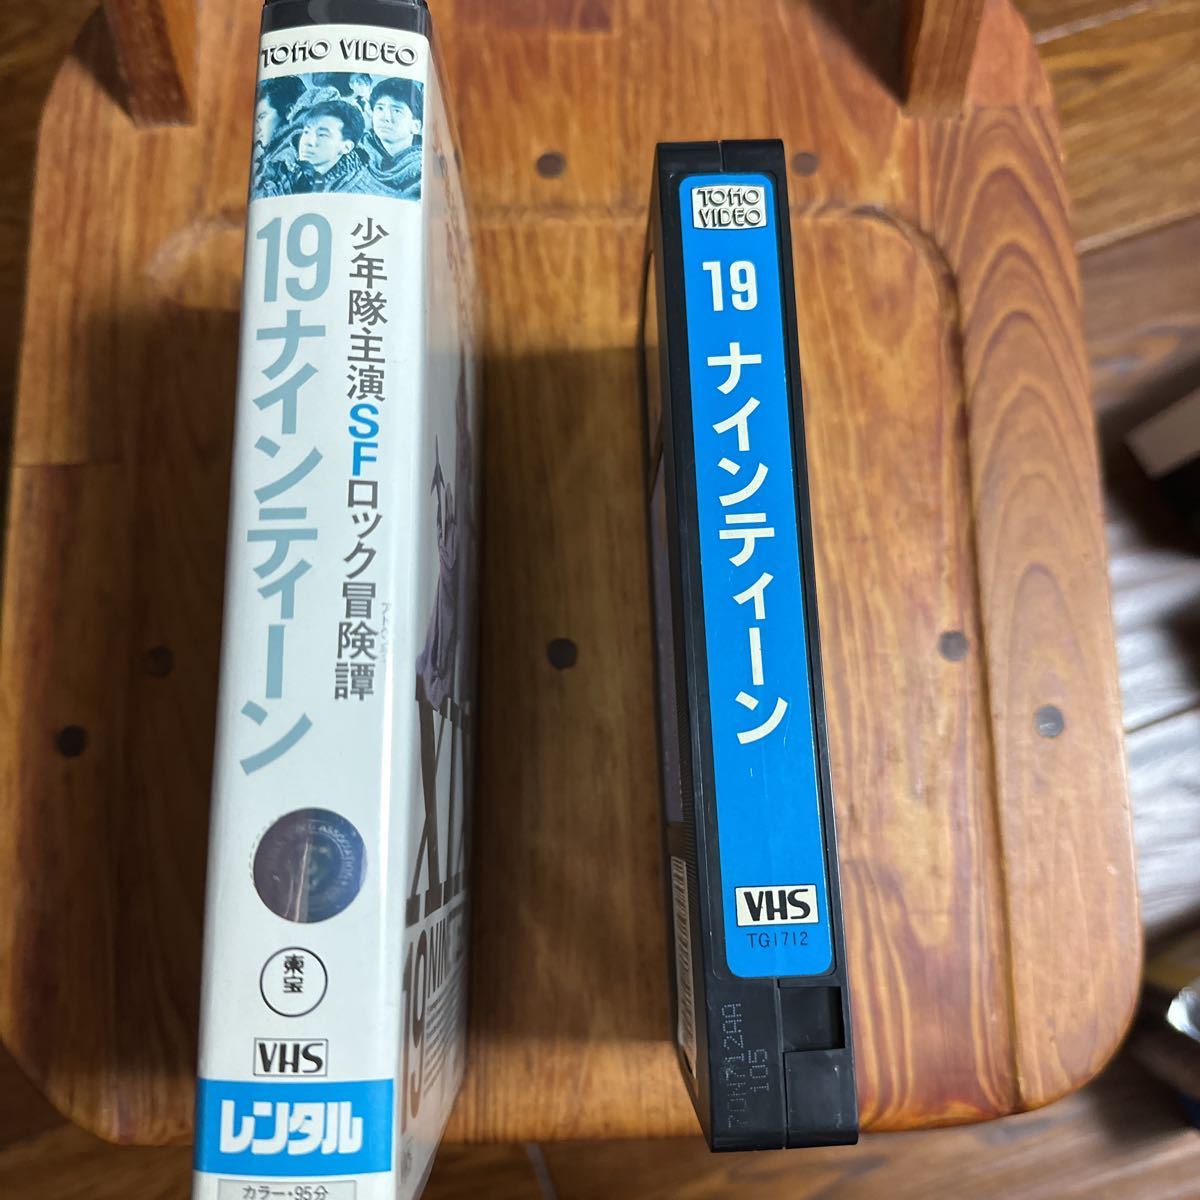 TOHO VIDEO
少年隊主演SFロック冒険譚
19ナインティーン
東宝
VHS
レンタル
カラー・95分
19
TOHO
VIDEO
19 ナインティーン
VHS
TG1712